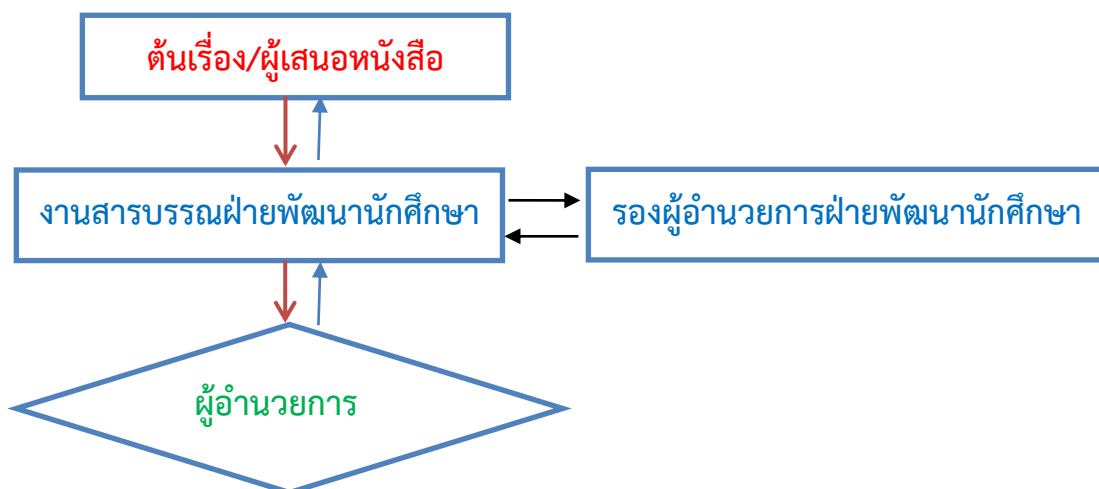 ต้นเรื่อง/ผู้เสนอหนังสือ
งานสารบรรณฝ่ายพัฒนานักศึกษา
รองผู้อำนวยการฝ่ายพัฒนานักศึกษา
ผู้อำนวยการ